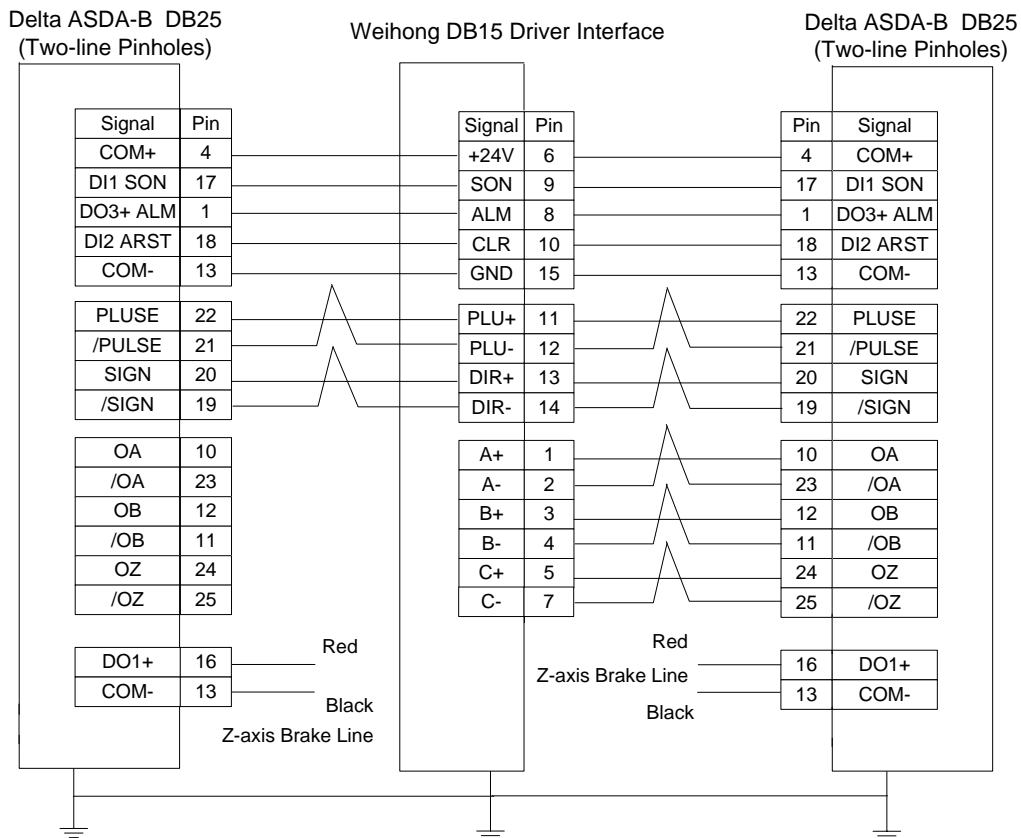 Delta ASDA-B DB25
(Two-line Pinholes)
Weihong DB15 Driver Interface
Delta ASDA-B DB25
(Two-line Pinholes)
Signal Pin
COM+ 4
DI1 SON 17
DO3+ ALM 1
DI2 ARST 18
COM- 13
PLUSE 22
/PULSE 21
SIGN 20
/SIGN 19
OA 10
/OA 23
OB 12
/OB 11
OZ 24
/OZ 25
DO1+ 16
COM- 13
Red
Black
Z-axis Brake Line
Signal Pin
+24V 6
SON 9
ALM 8
CLR 10
GND 15
PLU+ 11
PLU- 12
DIR+ 13
DIR- 14
A+ 1
A- 2
B+ 3
B- 4
C+ 5
C- 7
Pin Signal
4 COM+
17 DI1 SON
1 DO3+ ALM
18 DI2 ARST
13 COM-
22 PLUSE
21 /PULSE
20 SIGN
19 /SIGN
10 OA
23 /OA
12 OB
11 /OB
24 OZ
25 /OZ
Red
Z-axis Brake Line
Black
16 DO1+
13 COM-